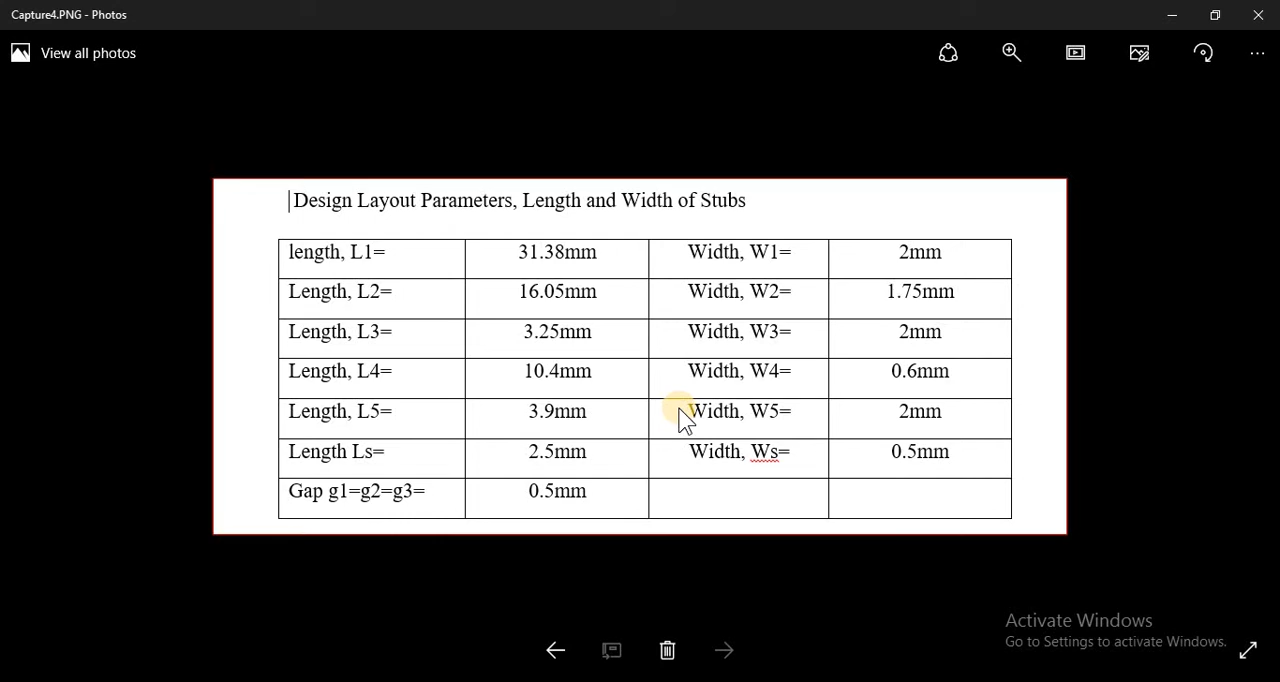 Capture4.PNG - Photos
View all photos
Design Layout Parameters, Length and Width of Stubs
length, L1= 31.38mm Width, W1= 2mm
Length, L2= 16.05mm Width, W2= 1.75mm
Length, L3= 3.25mm Width, W3= 2mm
Length, L4= 10.4mm Width, W4= 0.6mm
Length, L5= 3.9mm Width, W5= 2mm
Length Ls= 2.5mm Width, Ws= 0.5mm
Gap g1=g2=g3= 0.5mm
Activate Windows
Go to Settings to activate Windows.